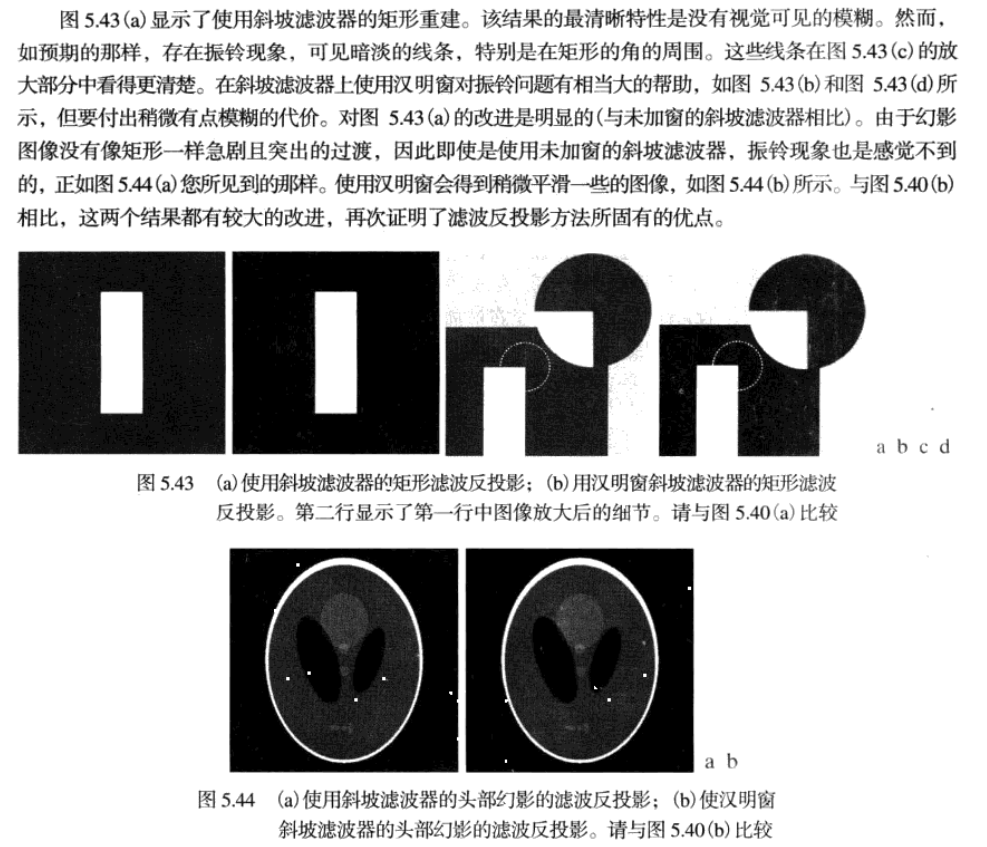 图 5.43(a)显示了使用斜坡滤波器的矩形重建。该结果的最清晰特性是没有视觉可见的模糊。然而，
如预期的那样，存在振铃现象，可见暗淡的线条，特别是在矩形的角的周围。这些线条在图 5.43(c)的放
大部分中看得更清楚。在斜坡滤波器上使用汉明窗对振铃问题有相当大的帮助，如图 5.43(b)和图 5.43(d)所
示，但要付出稍微有点模糊的代价。对图 5.43(a)的改进是明显的(与未加窗的斜坡滤波器相比)。由于幻影
图像没有像矩形一样急剧且突出的过渡，因此即使是使用未加窗的斜坡滤波器，振铃现象也是感觉不到
的，正如图 5.44(a)您所见到的那样。使用汉明窗会得到稍微平滑一些的图像，如图 5.44(b)所示。与图 5.40(b)
相比，这两个结果都有较大的改进，再次证明了滤波反投影方法所固有的优点。
a b c d
图 5.43 (a)使用斜坡滤波器的矩形滤波反投影；(b)用汉明窗斜坡滤波器的矩形滤波
反投影。第二行显示了第一行中图像放大后的细节。请与图 5.40(a)比较
a b
图 5.44 (a)使用斜坡滤波器的头部幻影的滤波反投影；(b)使汉明窗
斜坡滤波器的头部幻影的滤波反投影。请与图 5.40(b)比较